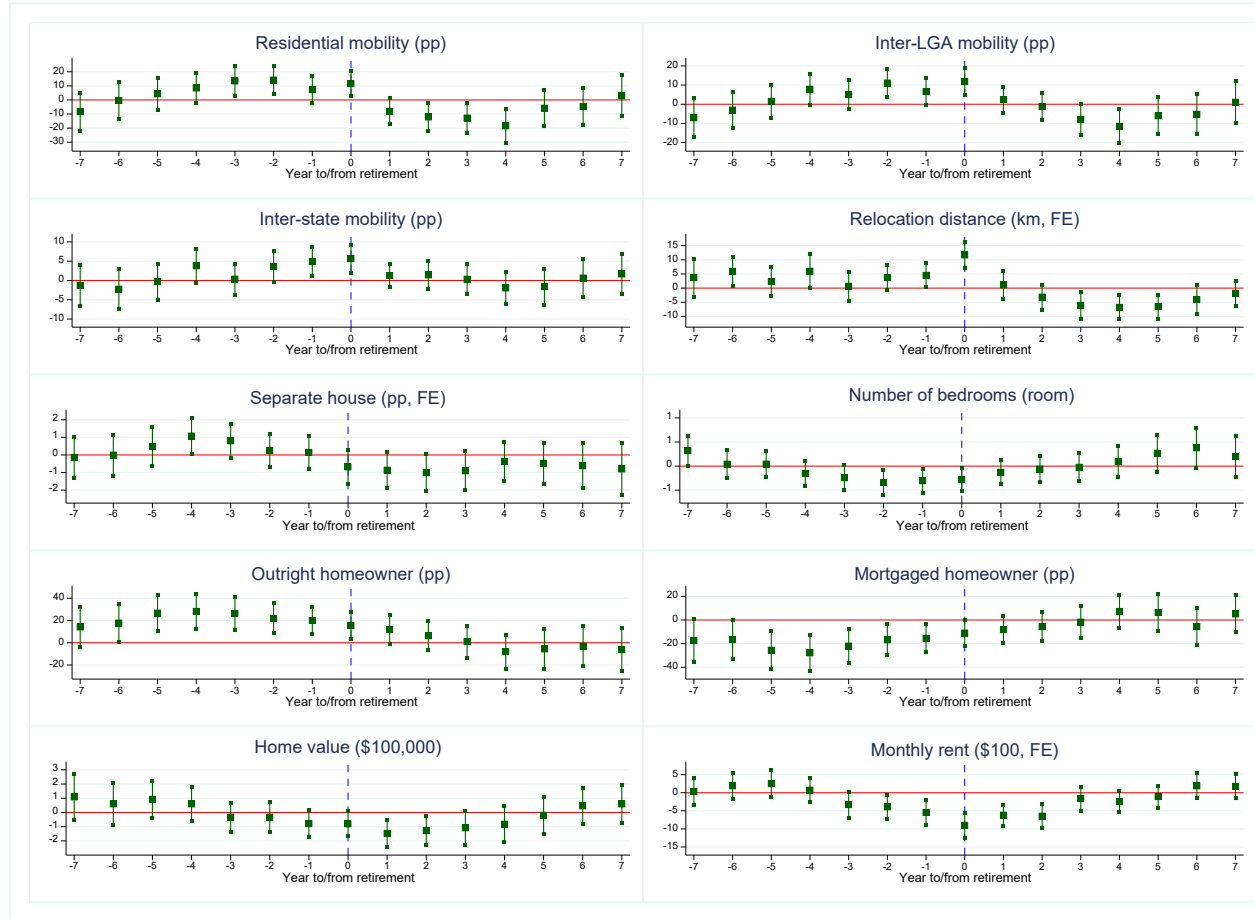 Residential mobility (pp)
20
10
0
-10
-20
-30
-7 -6 -5 -4 -3 -2 -1 0 1 2 3 4 5 6 7
Year to/from retirement
Inter-LGA mobility (pp)
20
10
0
-10
-20
-7 -6 -5 -4 -3 -2 -1 0 1 2 3 4 5 6 7
Year to/from retirement
Inter-state mobility (pp)
10
5
0
-5
-10
-7 -6 -5 -4 -3 -2 -1 0 1 2 3 4 5 6 7
Year to/from retirement
Relocation distance (km, FE)
15
10
5
0
-5
-10
-7 -6 -5 -4 -3 -2 -1 0 1 2 3 4 5 6 7
Year to/from retirement
Separate house (pp, FE)
2
1
0
-1
-2
-7 -6 -5 -4 -3 -2 -1 0 1 2 3 4 5 6 7
Year to/from retirement
Number of bedrooms (room)
1
1
0
-1
-7 -6 -5 -4 -3 -2 -1 0 1 2 3 4 5 6 7
Year to/from retirement
Outright homeowner (pp)
40
20
0
-20
-7 -6 -5 -4 -3 -2 -1 0 1 2 3 4 5 6 7
Year to/from retirement
Mortgaged homeowner (pp)
20
0
-20
-40
-7 -6 -5 -4 -3 -2 -1 0 1 2 3 4 5 6 7
Year to/from retirement
Home value ($100,000)
3
2
1
0
-1
-2
-7 -6 -5 -4 -3 -2 -1 0 1 2 3 4 5 6 7
Year to/from retirement
Monthly rent ($100, FE)
5
0
-5
-10
-15
-7 -6 -5 -4 -3 -2 -1 0 1 2 3 4 5 6 7
Year to/from retirement